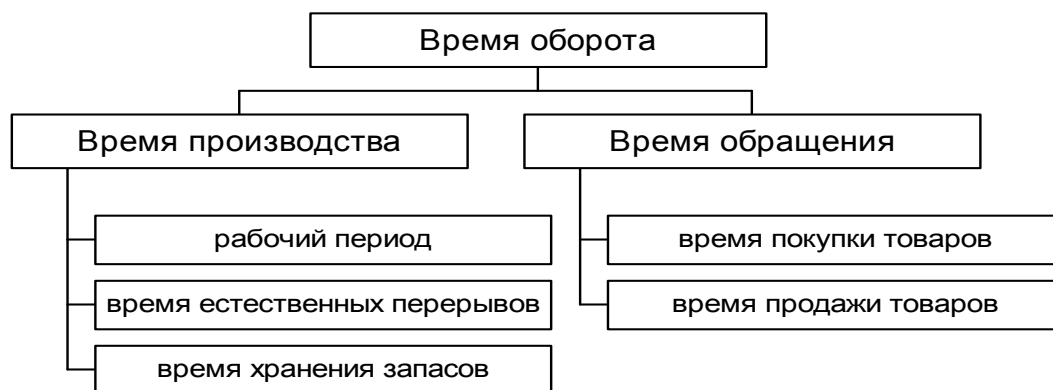 Время оборота
Время производства
Время обращения
рабочий период
время естественных перерывов
время хранения запасов
время покупки товаров
время продажи товаров